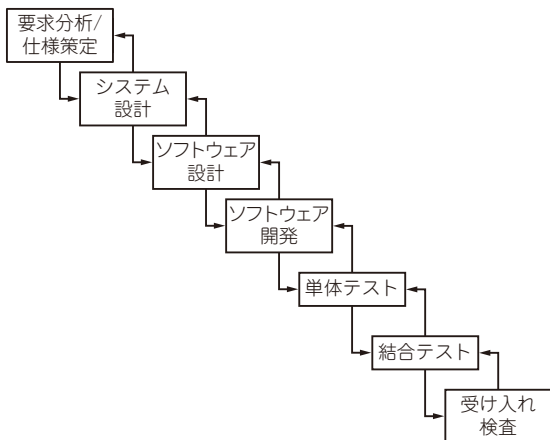 要求分析/
仕様策定
システム
設計
ソフトウェア
設計
ソフトウェア
開発
単体テスト
結合テスト
受け入れ
検査